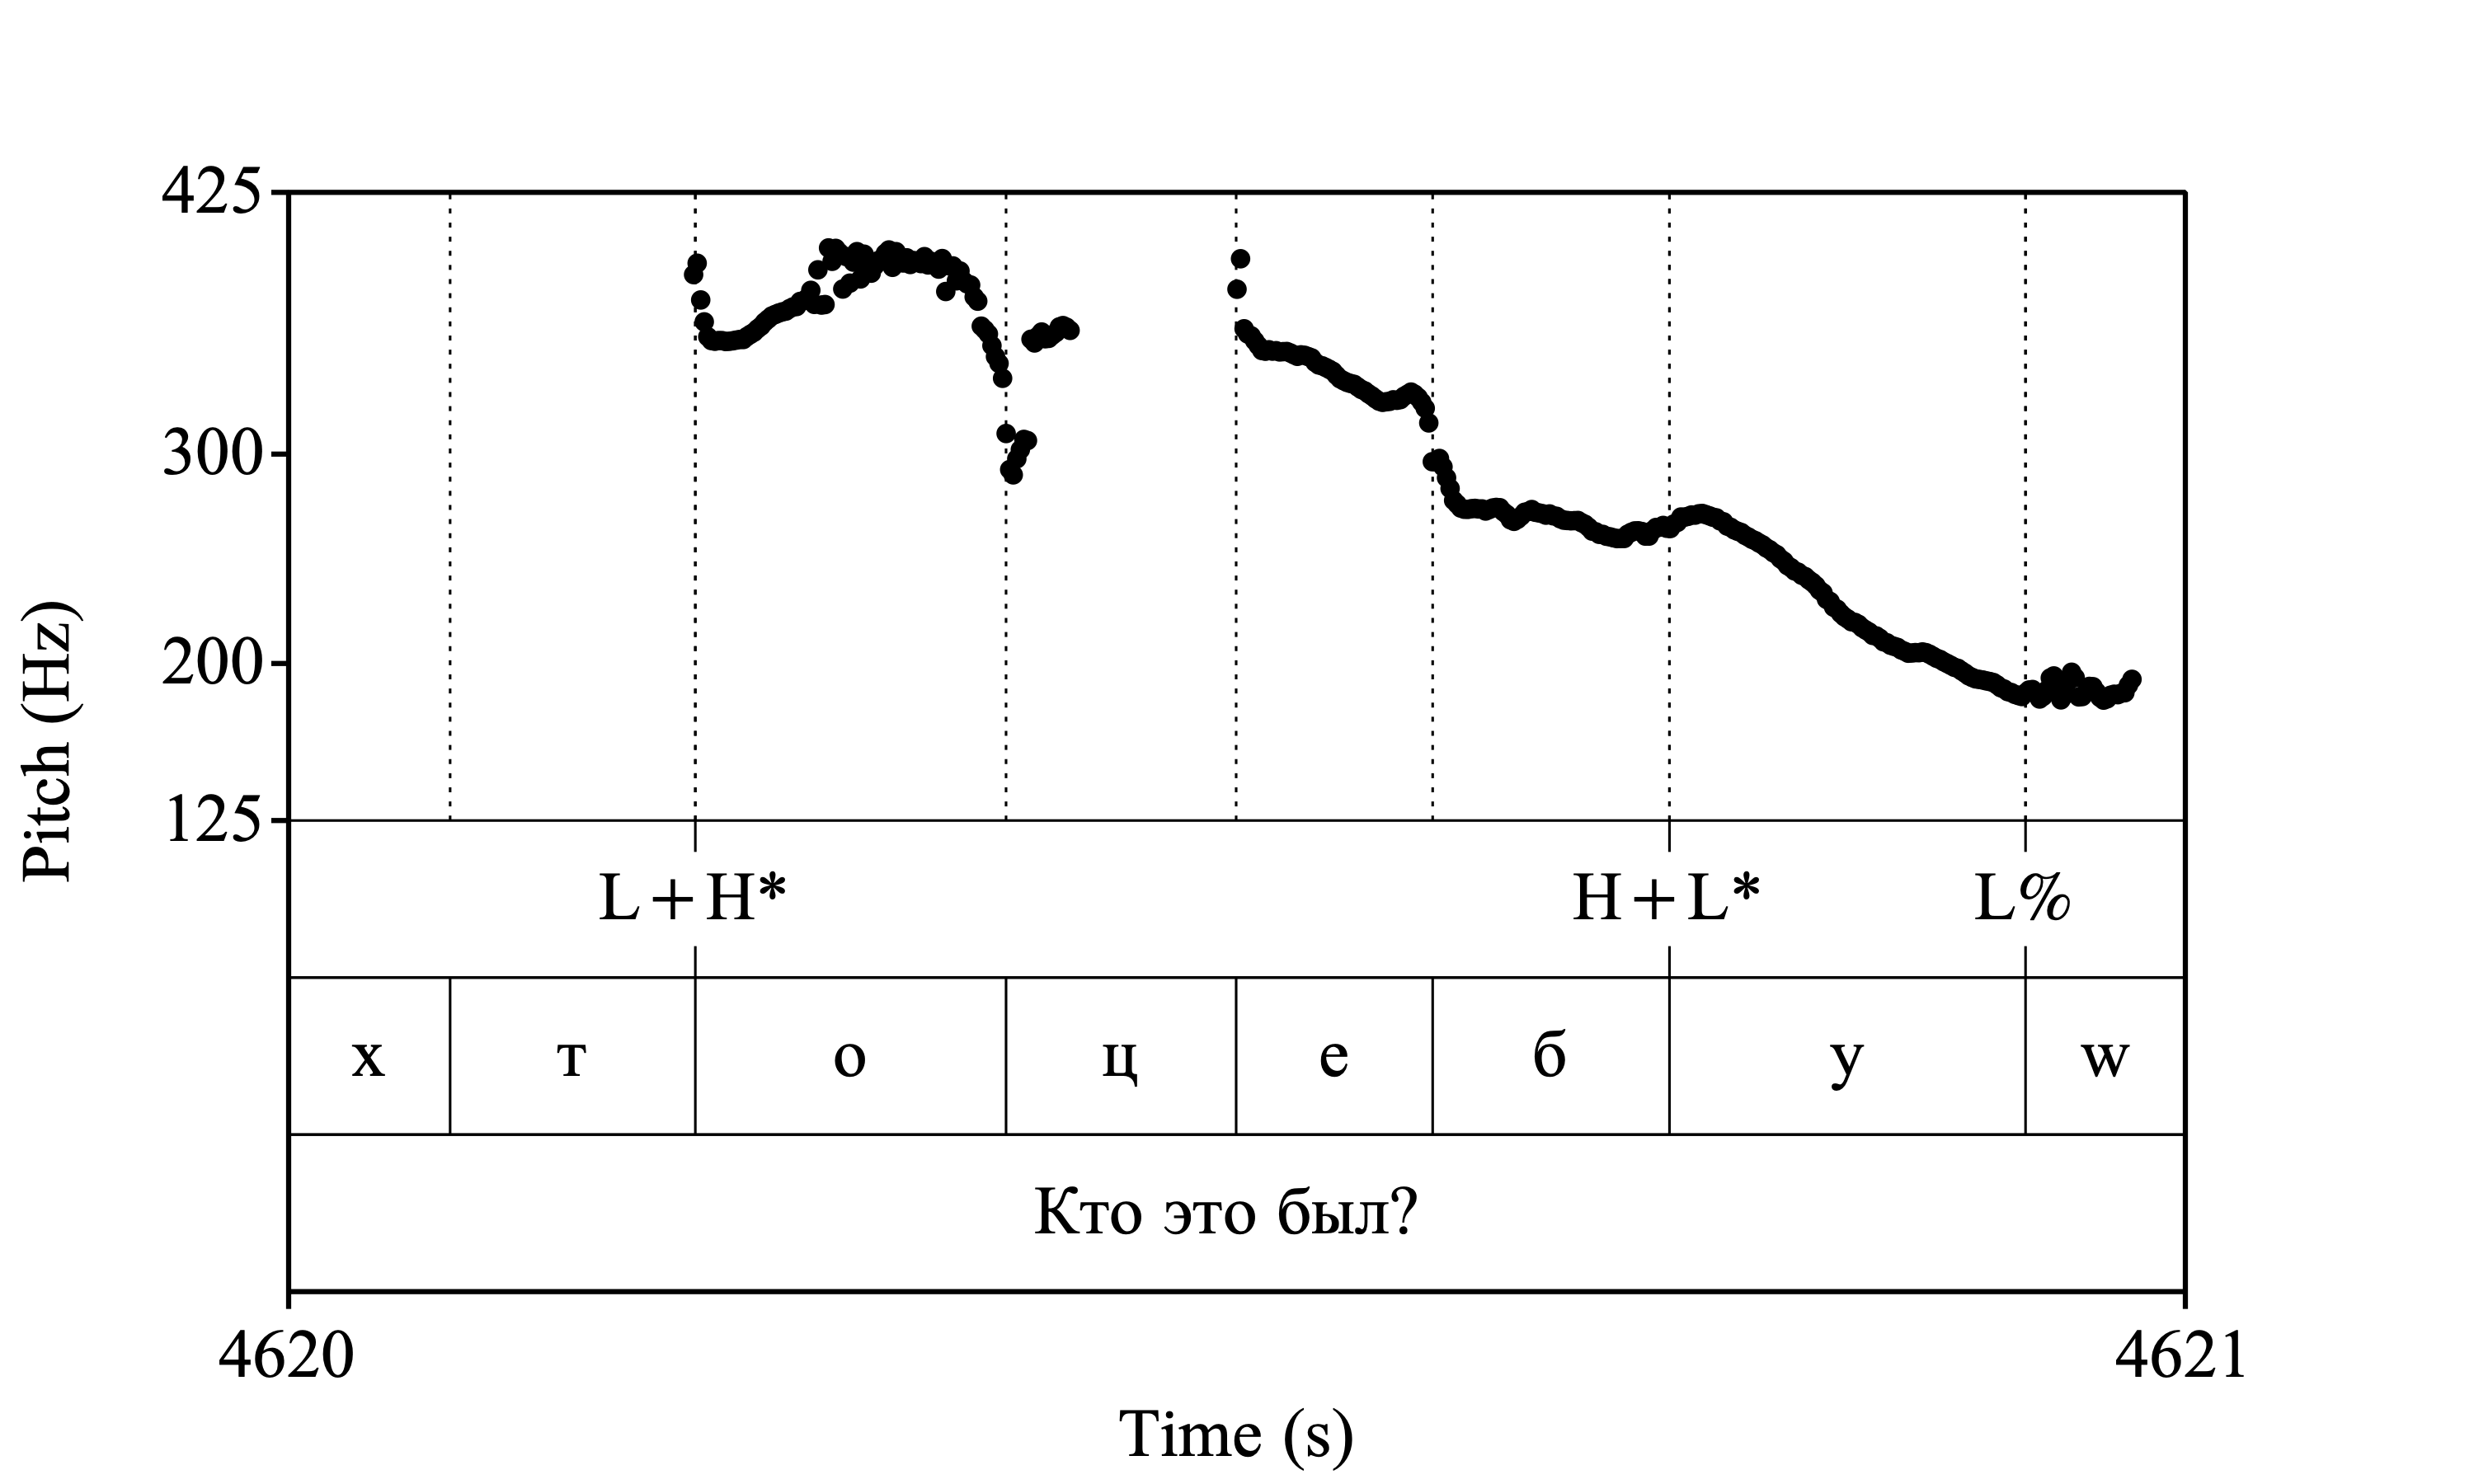 425
300
200
125
Pitch (Hz)
L+H* H+L* L%
х т о ц е б у w
Кто это был?
4620 4621
Time (s)